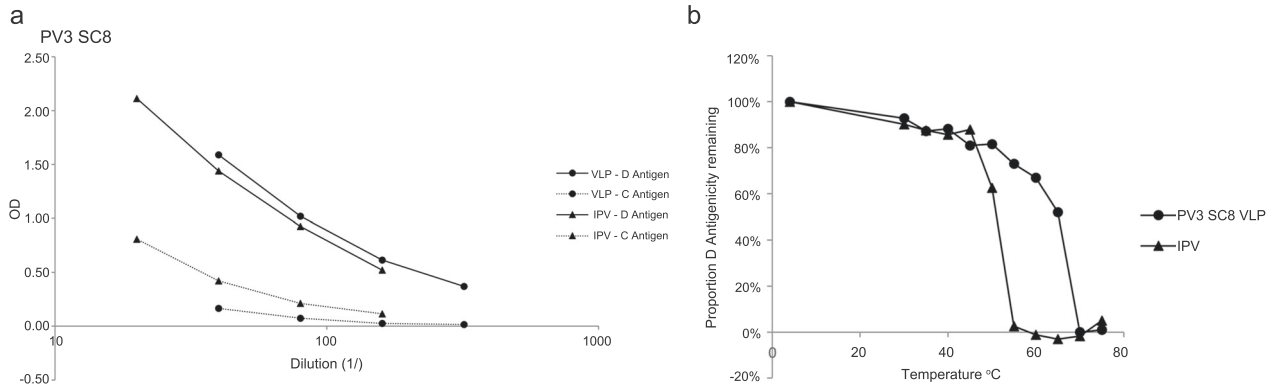 a
PV3 SC8
2.50
2.00
1.50
1.00
0.50
0.00
-0.50
OD
10
100
1000
Dilution (1/)
VLP - D Antigen
VLP - C Antigen
IPV - D Antigen
IPV - C Antigen
b
120%
100%
80%
60%
40%
20%
0%
-20%
Proportion D Antigenicity remaining
0
20
40
60
80
Temperature °C
PV3 SC8 VLP
IPV